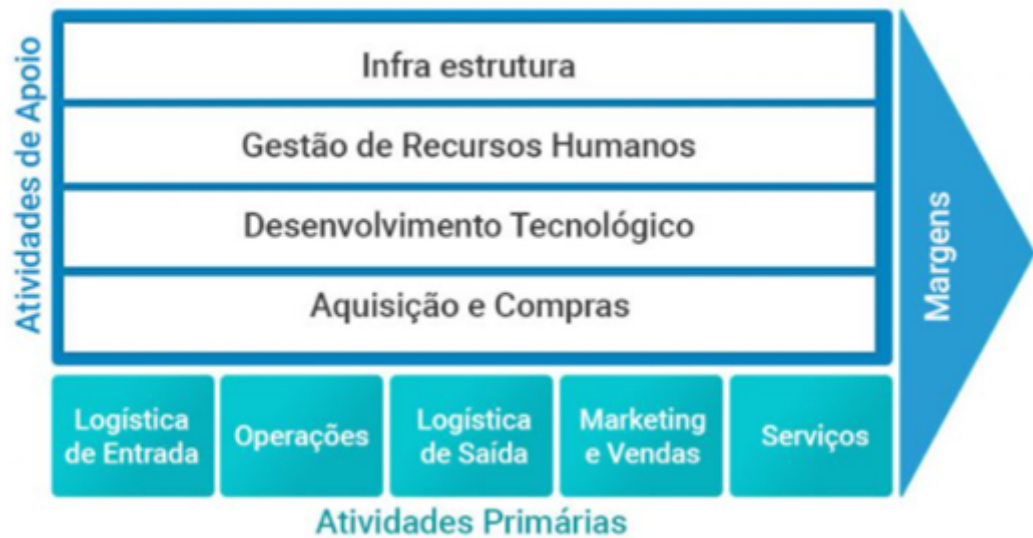 Atividades de Apoio
Infra estrutura
Gestão de Recursos Humanos
Desenvolvimento Tecnológico
Aquisição e Compras
Margens
Logística
de Entrada
Operações
Logística
de Saída
Marketing
e Vendas
Serviços
Atividades Primárias